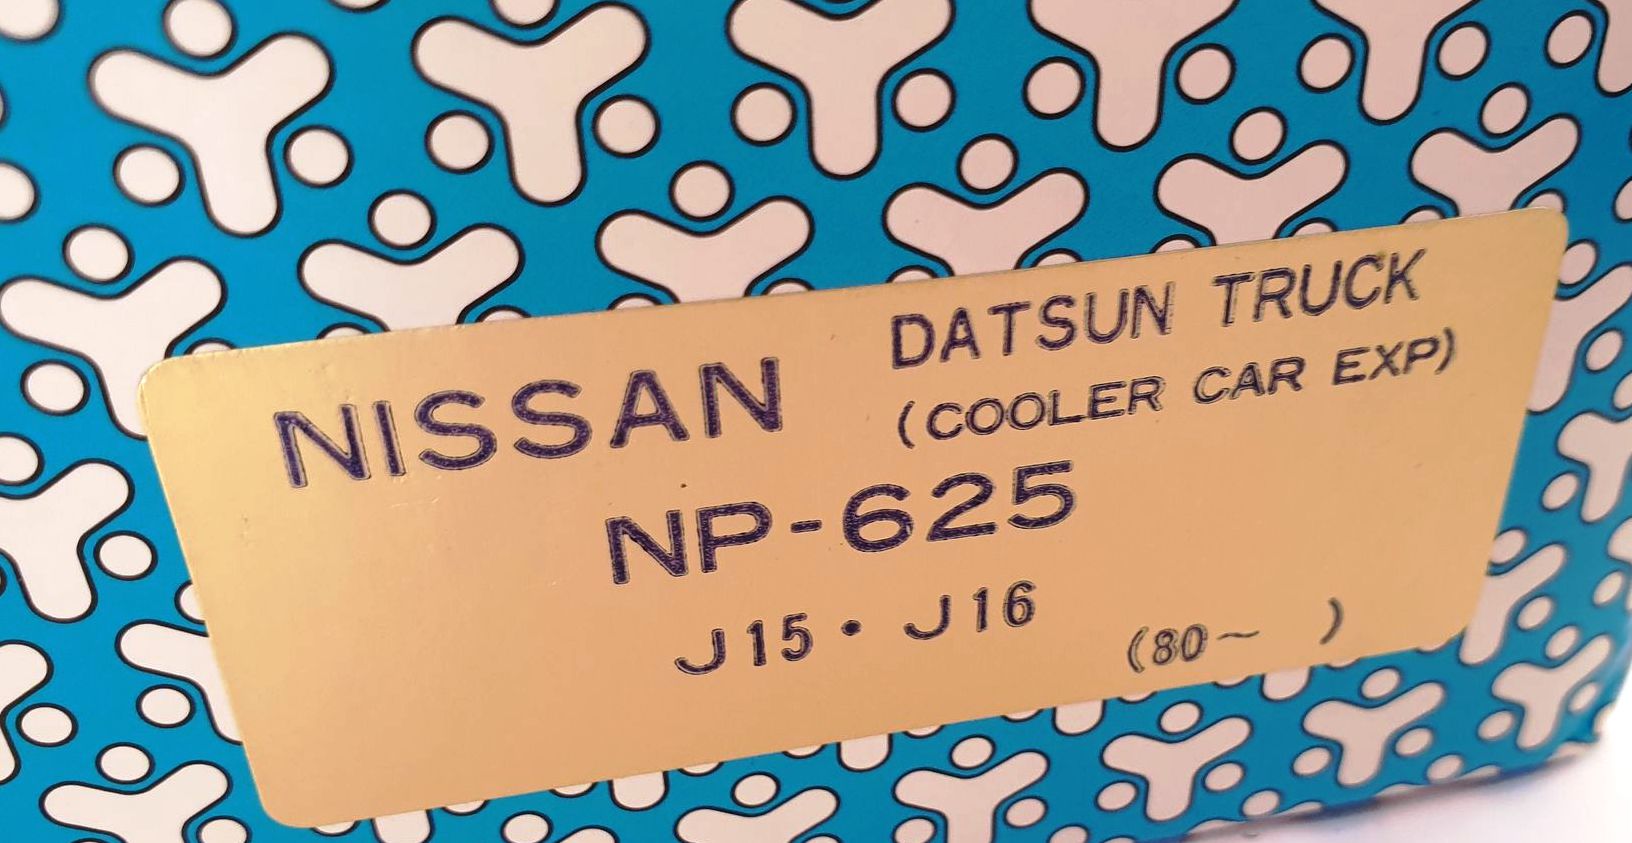 NISSAN DATSUN TRUCK
(COOLER CAR EXP)
NP-625
J15・J16
(80~ )